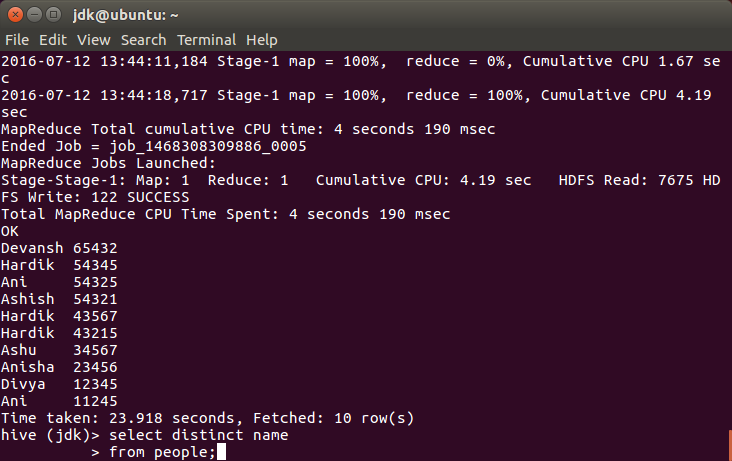 jdk@ubuntu: ~
File Edit View Search Terminal Help
2016-07-12 13:44:11,184 Stage-1 map = 100%,  reduce = 0%, Cumulative CPU 1.67 se
c
2016-07-12 13:44:18,717 Stage-1 map = 100%,  reduce = 100%, Cumulative CPU 4.19
sec
MapReduce Total cumulative CPU time: 4 seconds 190 msec
Ended Job = job_1468308309886_0005
MapReduce Jobs Launched:
Stage-Stage-1: Map: 1  Reduce: 1   Cumulative CPU: 4.19 sec   HDFS Read: 7675 HD
FS Write: 122 SUCCESS
Total MapReduce CPU Time Spent: 4 seconds 190 msec
OK
Devansh 65432
Hardik  54345
Ani     54325
Ashish  54321
Hardik  43567
Hardik  43215
Ashu    34567
Anisha  23456
Divya   12345
Ani     11245
Time taken: 23.918 seconds, Fetched: 10 row(s)
hive (jdk)> select distinct name
          > from people;